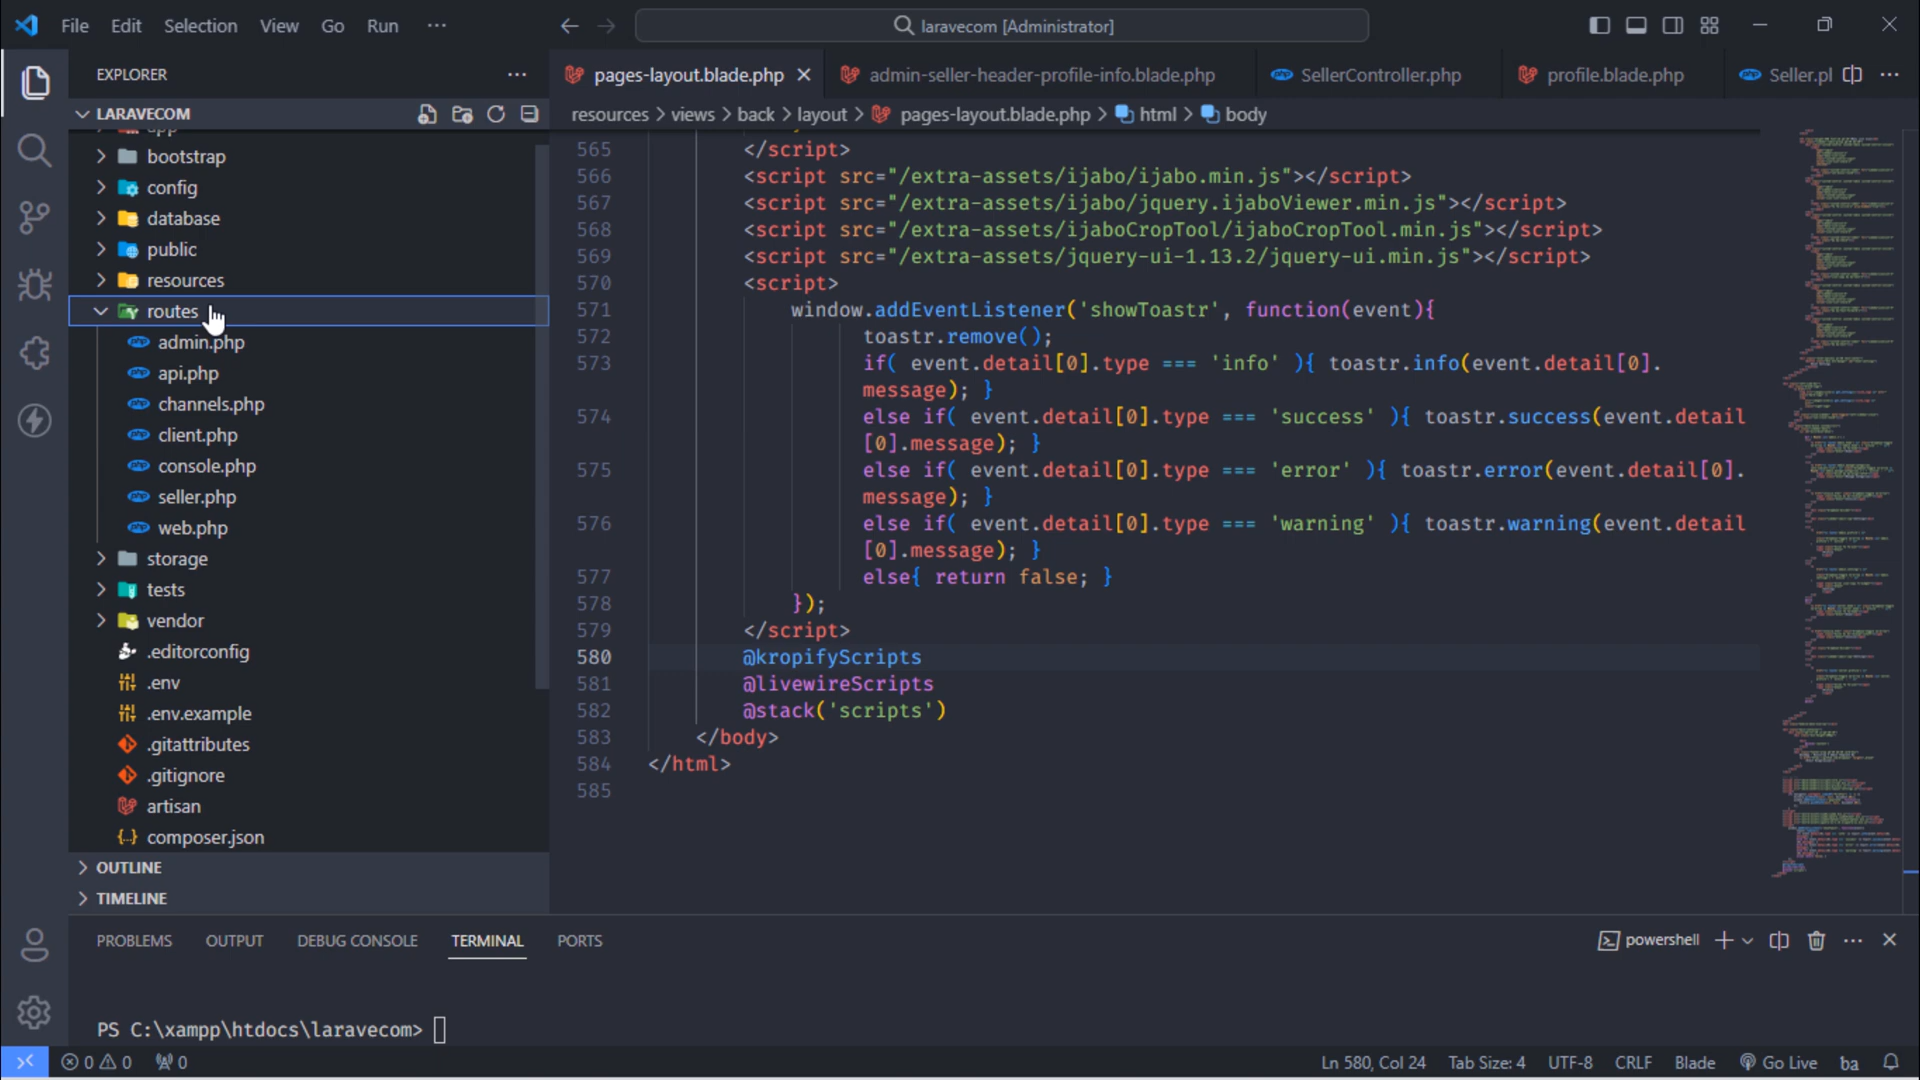 File Edit Selection View Go Run ···
laravecom [Administrator]
EXPLORER
LARAVECOM
app
bootstrap
config
database
public
resources
routes
admin.php
api.php
channels.php
client.php
console.php
seller.php
web.php
storage
tests
vendor
.editorconfig
.env
.env.example
.gitattributes
.gitignore
artisan
composer.json
OUTLINE
TIMELINE
pages-layout.blade.php admin-seller-header-profile-info.blade.php SellerController.php profile.blade.php Seller.pl
resources > views > back > layout > pages-layout.blade.php > html > body
565 </script>
566 <script src="/extra-assets/ijabo/ijabo.min.js"></script>
567 <script src="/extra-assets/ijabo/jquery.ijaboViewer.min.js"></script>
568 <script src="/extra-assets/ijaboCropTool/ijaboCropTool.min.js"></script>
569 <script src="/extra-assets/jquery-ui-1.13.2/jquery-ui.min.js"></script>
570 <script>
571 window.addEventListener('showToastr', function(event){
572 toastr.remove();
573 if( event.detail[0].type === 'info' ){ toastr.info(event.detail[0].
message); }
574 else if( event.detail[0].type === 'success' ){ toastr.success(event.detail
[0].message); }
575 else if( event.detail[0].type === 'error' ){ toastr.error(event.detail[0].
message); }
576 else if( event.detail[0].type === 'warning' ){ toastr.warning(event.detail
[0].message); }
577 else{ return false; }
578 });
579 </script>
580 @kropifyScripts
581 @livewireScripts
582 @stack('scripts')
583 </body>
584 </html>
585
PROBLEMS OUTPUT DEBUG CONSOLE TERMINAL PORTS
powershell
PS C:\xampp\htdocs\laravecom>
0 0 0
Ln 580, Col 24 Tab Size: 4 UTF-8 CRLF Blade Go Live ba